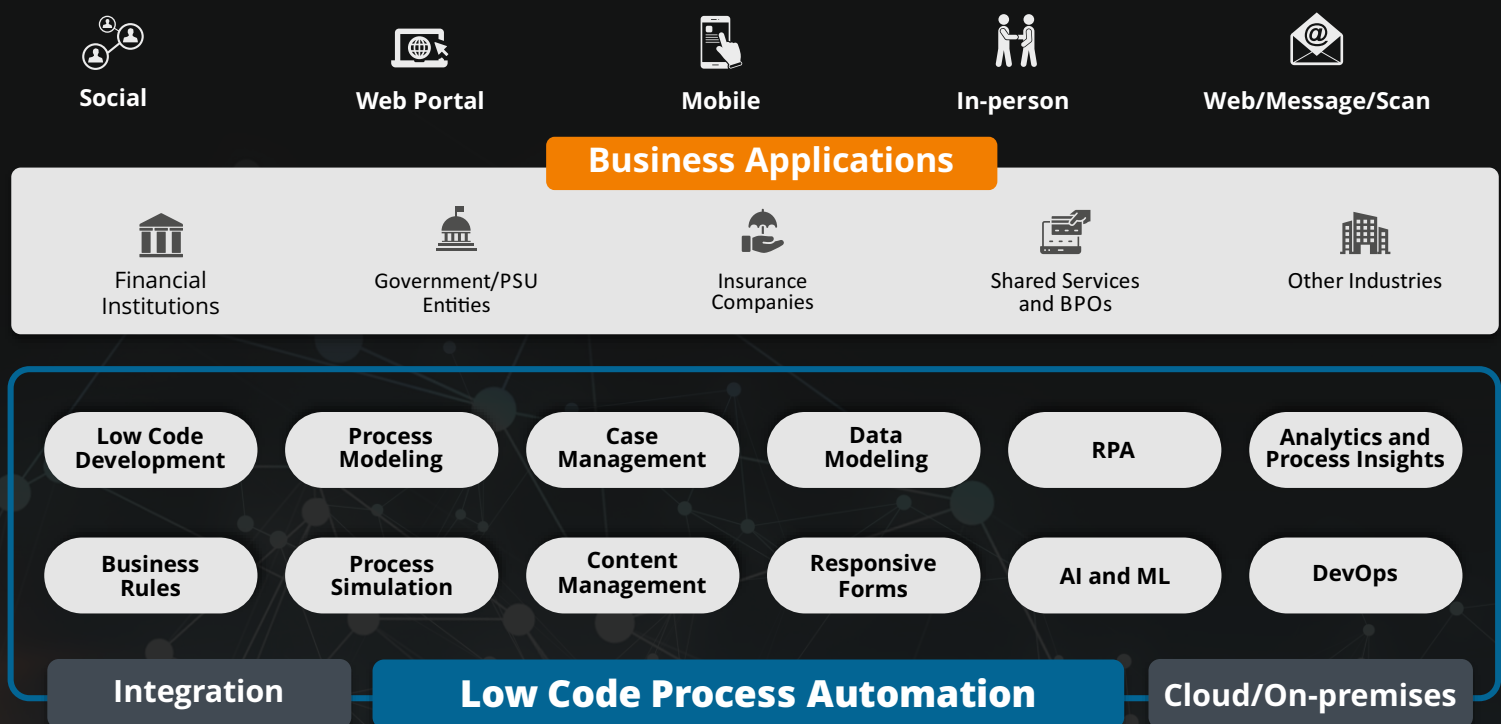 Social
Web Portal
Mobile
In-person
@
Web/Message/Scan
Business Applications
Financial
Institutions
Government/PSU
Entities
Insurance
Companies
Shared Services
and BPOs
Other Industries
Low Code
Development
Process
Modeling
Case
Management
Data
Modeling
RPA
Analytics and
Process Insights
Business
Rules
Process
Simulation
Content
Management
Responsive
Forms
AI and ML
DevOps
Integration
Low Code Process Automation
Cloud/On-premises